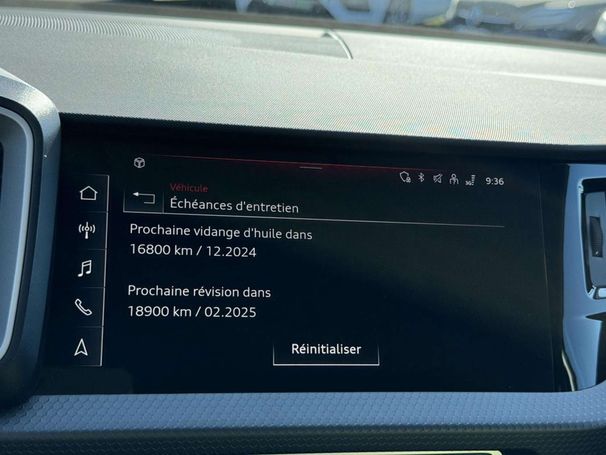 3G
9:36
Véhicule
Échéances d'entretien
Prochaine vidange d'huile dans
16800 km / 12.2024
Prochaine révision dans
18900 km / 02.2025
Réinitialiser